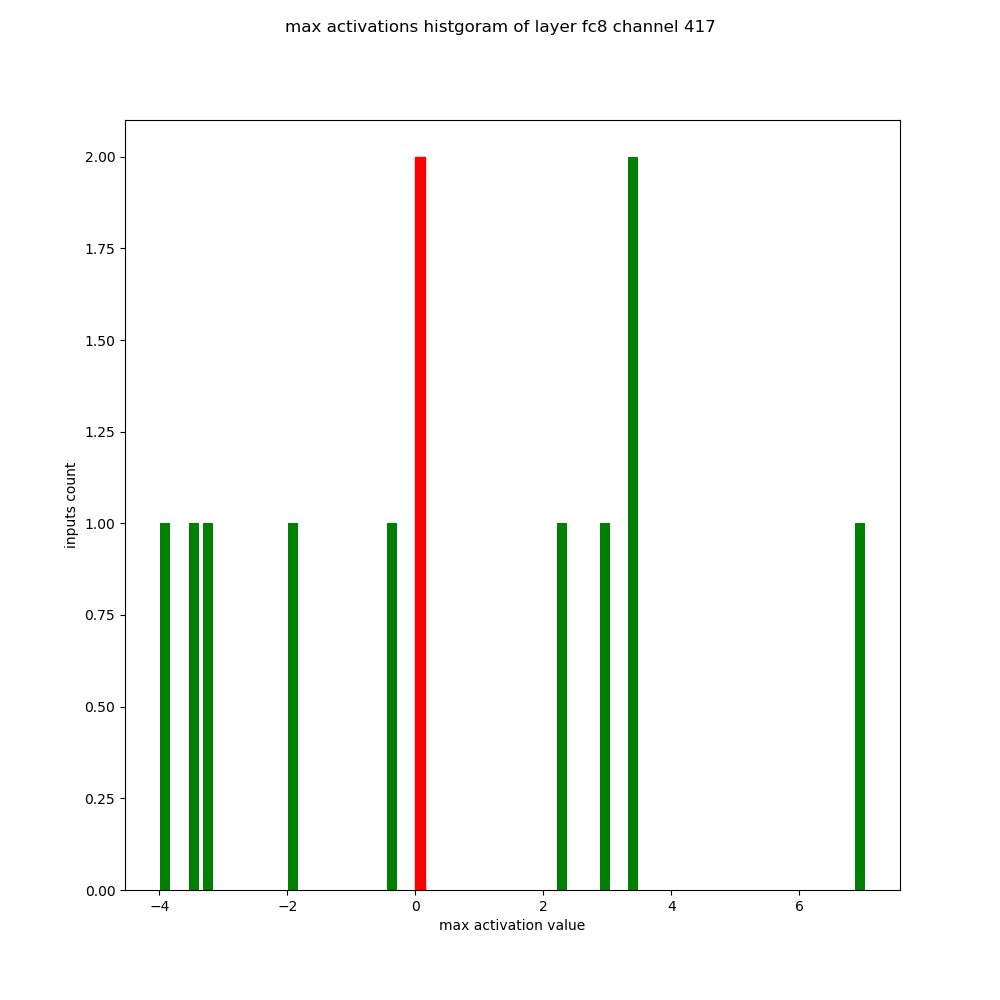 max activations histgoram of layer fc8 channel 417
2.00
1.75
1.50
1.25
1.00
0.75
0.50
0.25
0.00
inputs count
−4 −2 0 2 4 6
max activation value